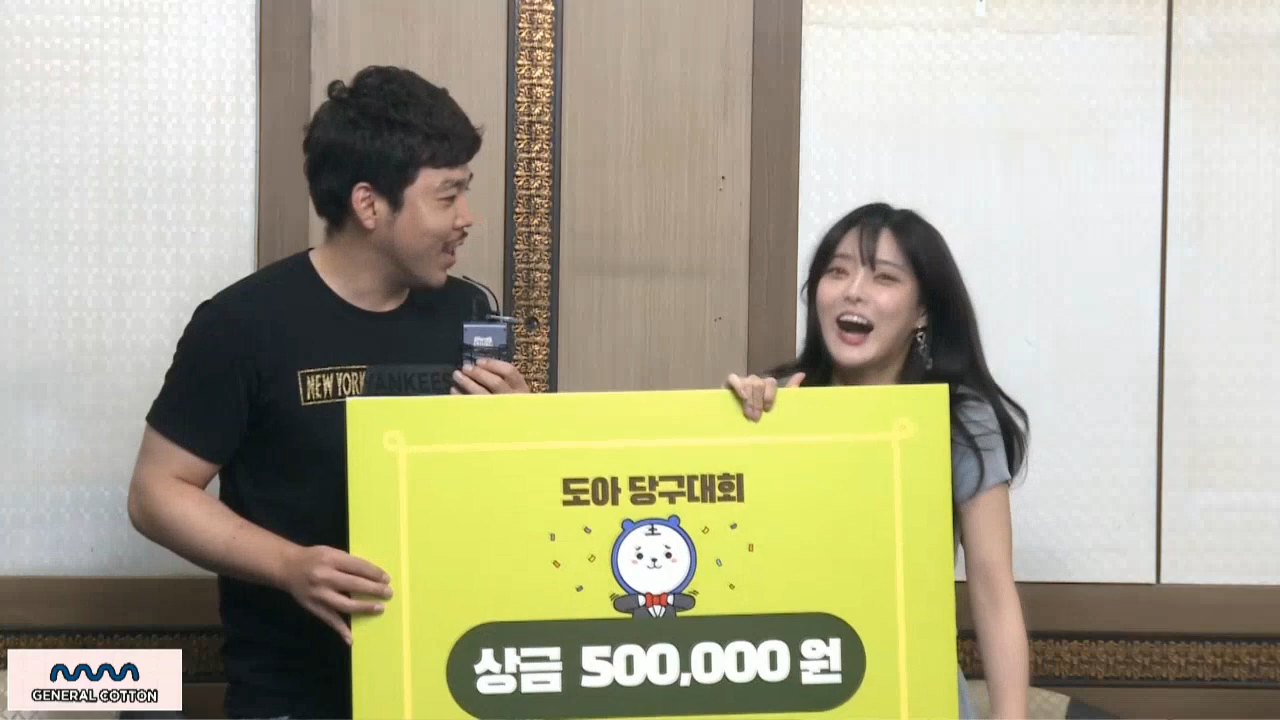 NEW YORK YANKEES
도아 당구대회
상금 500,000 원
GENERAL COTTON